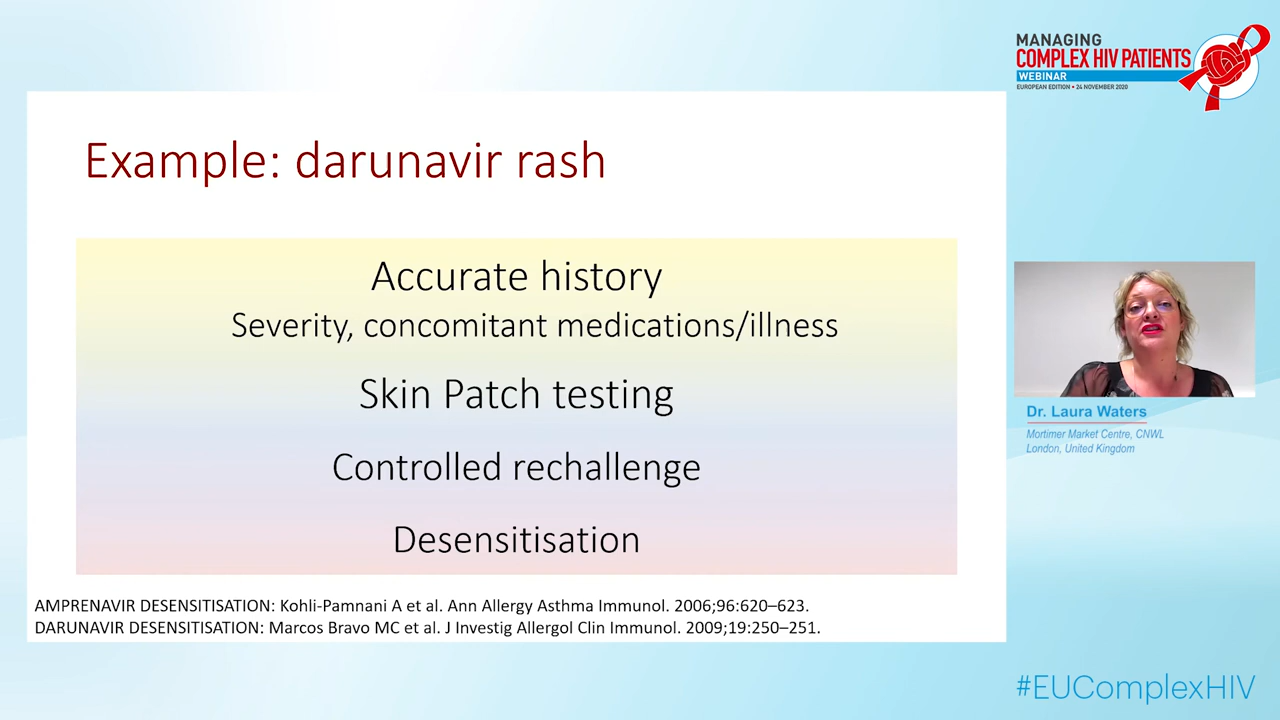 MANAGING
COMPLEX HIV PATIENTS
WEBINAR
EUROPEAN EDITION • 24 NOVEMBER 2020
Example: darunavir rash
Accurate history
Severity, concomitant medications/illness
Skin Patch testing
Controlled rechallenge
Desensitisation
AMPRENAVIR DESENSITISATION: Kohli-Pamnani A et al. Ann Allergy Asthma Immunol. 2006;96:620–623.
DARUNAVIR DESENSITISATION: Marcos Bravo MC et al. J Investig Allergol Clin Immunol. 2009;19:250–251.
Dr. Laura Waters
Mortimer Market Centre, CNWL
London, United Kingdom
#EUComplexHIV